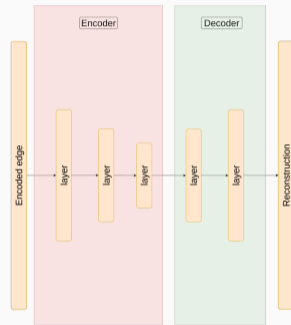 Encoder
Decoder
Encoded edge
layer
layer
layer
layer
layer
Reconstruction